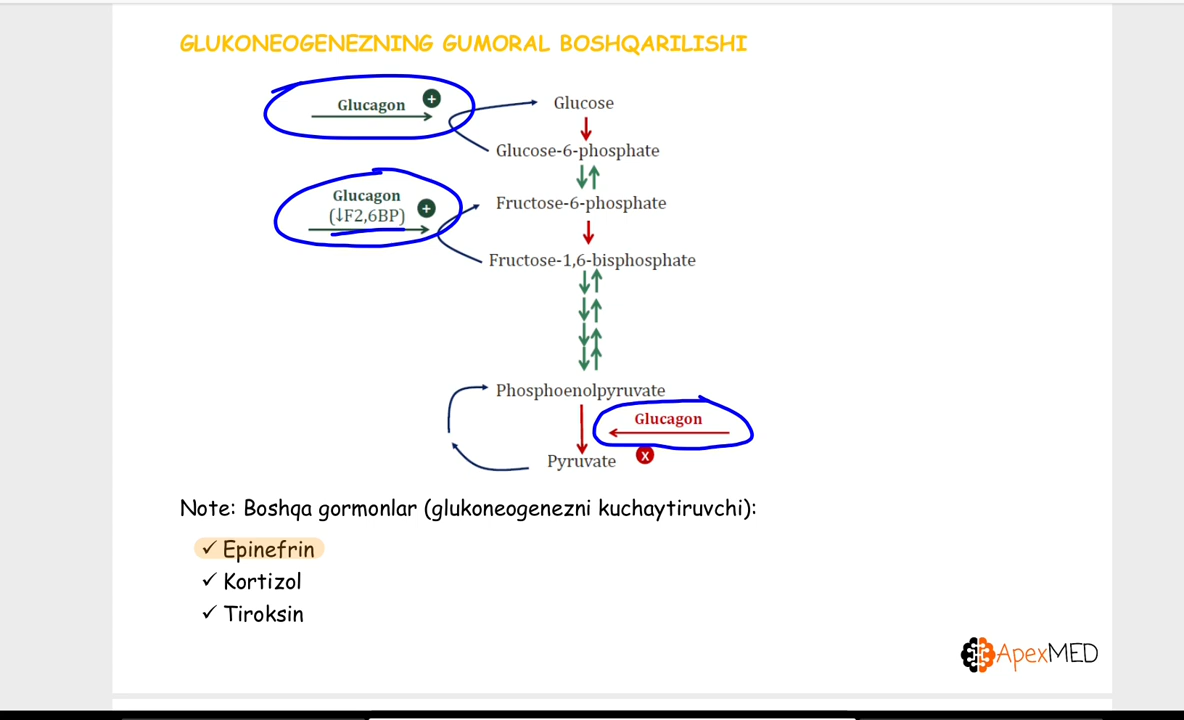 GLUKONEOGENEZNING GUMORAL BOSHQARILISHI
Glucagon +
Glucose
Glucose-6-phosphate
Glucagon
(↓F2,6BP) +
Fructose-6-phosphate
Fructose-1,6-bisphosphate
Phosphoenolpyruvate
Glucagon
Pyruvate X
Note: Boshqa gormonlar (glukoneogenezni kuchaytiruvchi):
✓ Epinefrin
✓ Kortizol
✓ Tiroksin
ApexMED